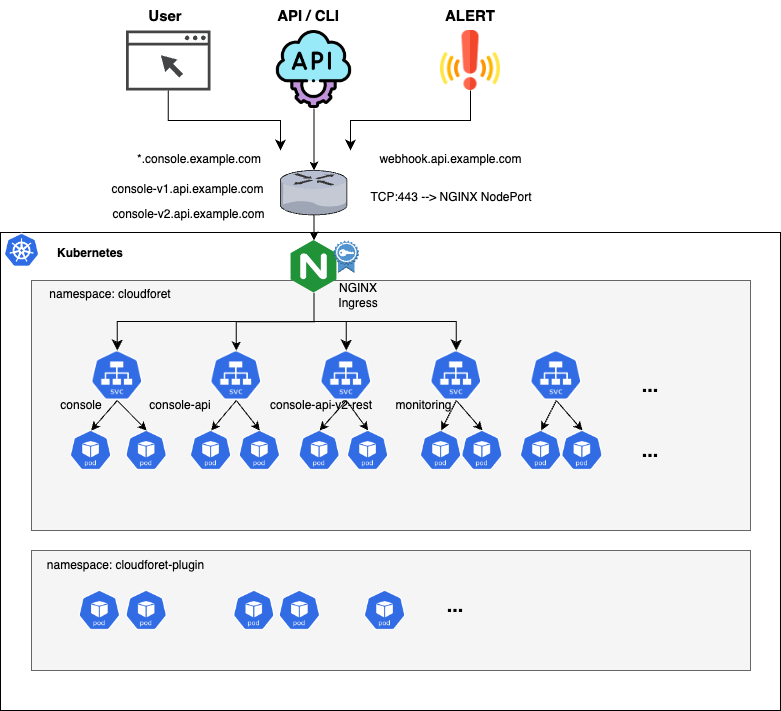 User
API / CLI
ALERT
API
*.console.example.com
webhook.api.example.com
console-v1.api.example.com
TCP:443 --> NGINX NodePort
console-v2.api.example.com
Kubernetes
N
NGINX
Ingress
namespace: cloudforet
svc
svc
svc
svc
svc
...
console
console-api
console-api-v2-rest
monitoring
pod
pod
pod
pod
pod
pod
pod
pod
pod
pod
...
namespace: cloudforet-plugin
pod
pod
pod
pod
pod
...